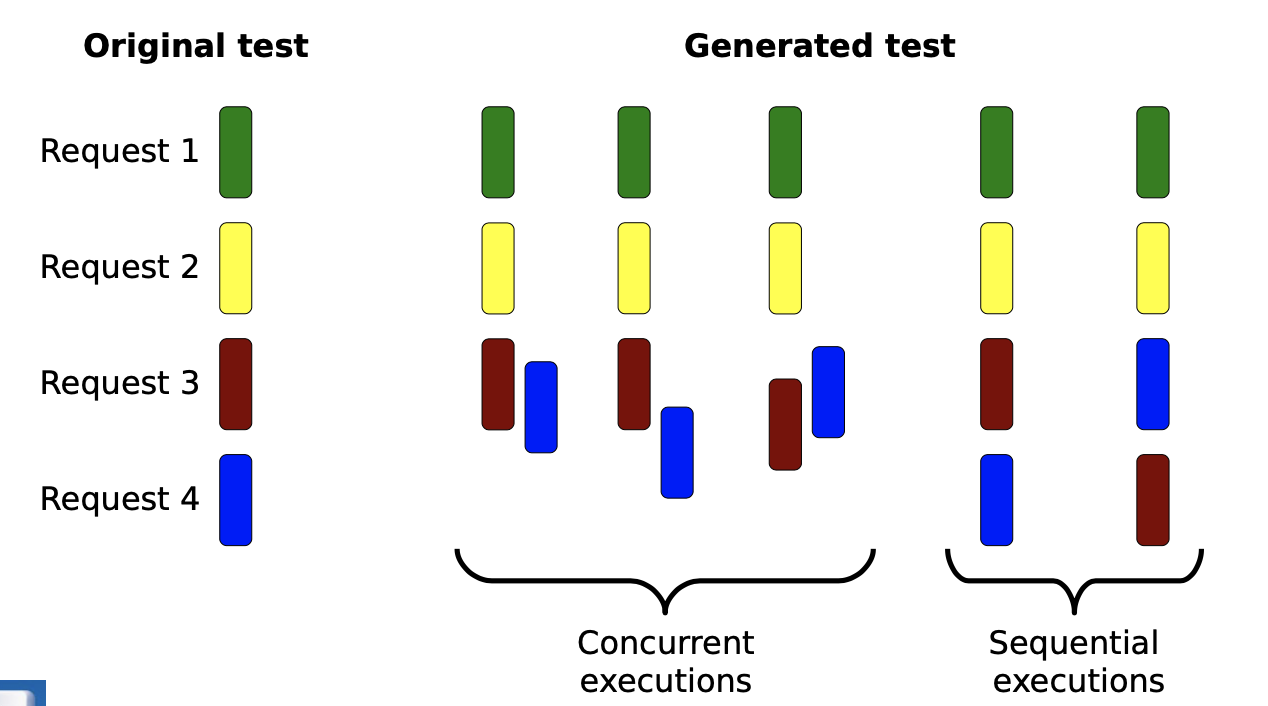 Original test
Generated test
Request 1
Request 2
Request 3
Request 4
Concurrent
executions
Sequential
executions